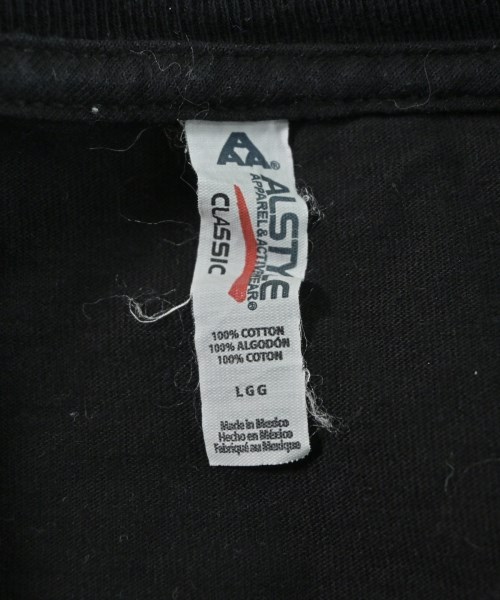 AA®
ALSTYLE
APPAREL & ACTIVEWEAR®
CLASSIC
100% COTTON
100% ALGODÓN
100% COTON
LGG
Made in Mexico
Hecho en México
Fabriqué au Mexique